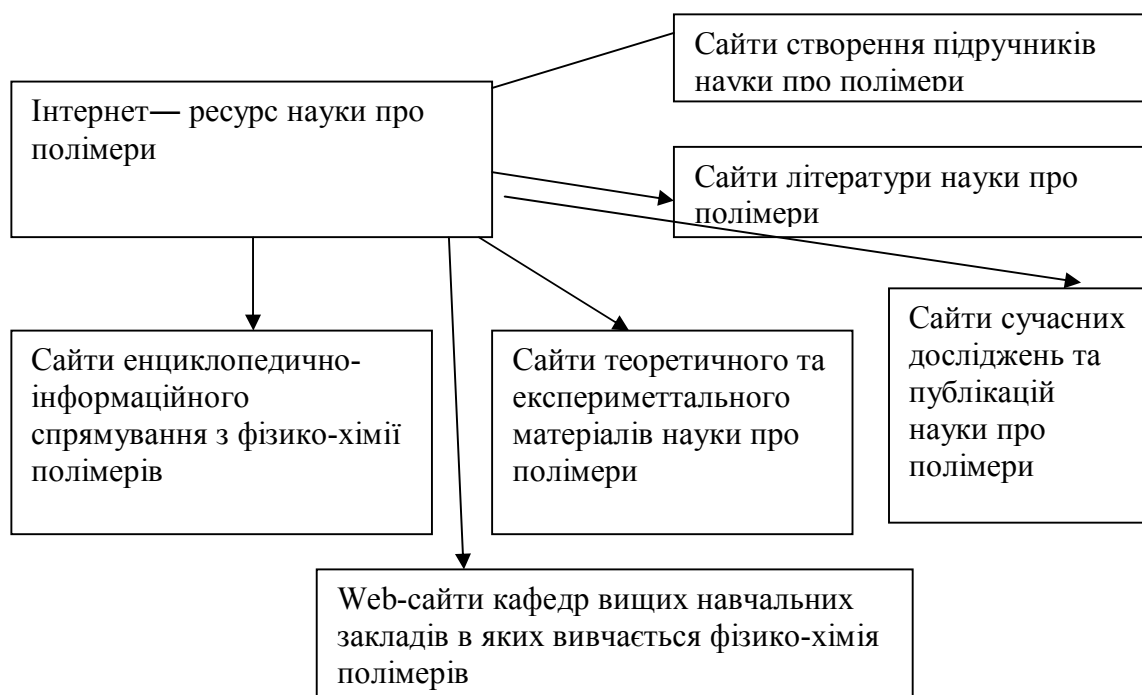 Сайти створення підручників
науки про полімери
Інтернет— ресурс науки про
полімери
Сайти літератури науки про
полімери
Сайти сучасних
досліджень та
публікацій
науки про
полімери
Сайти енциклопедично-
інформаційного
спрямування з фізико-хімії
полімерів
Сайти теоретичного та
експериметтального
матеріалів науки про
полімери
Web-сайти кафедр вищих навчальних
закладів в яких вивчається фізико-хімія
полімерів